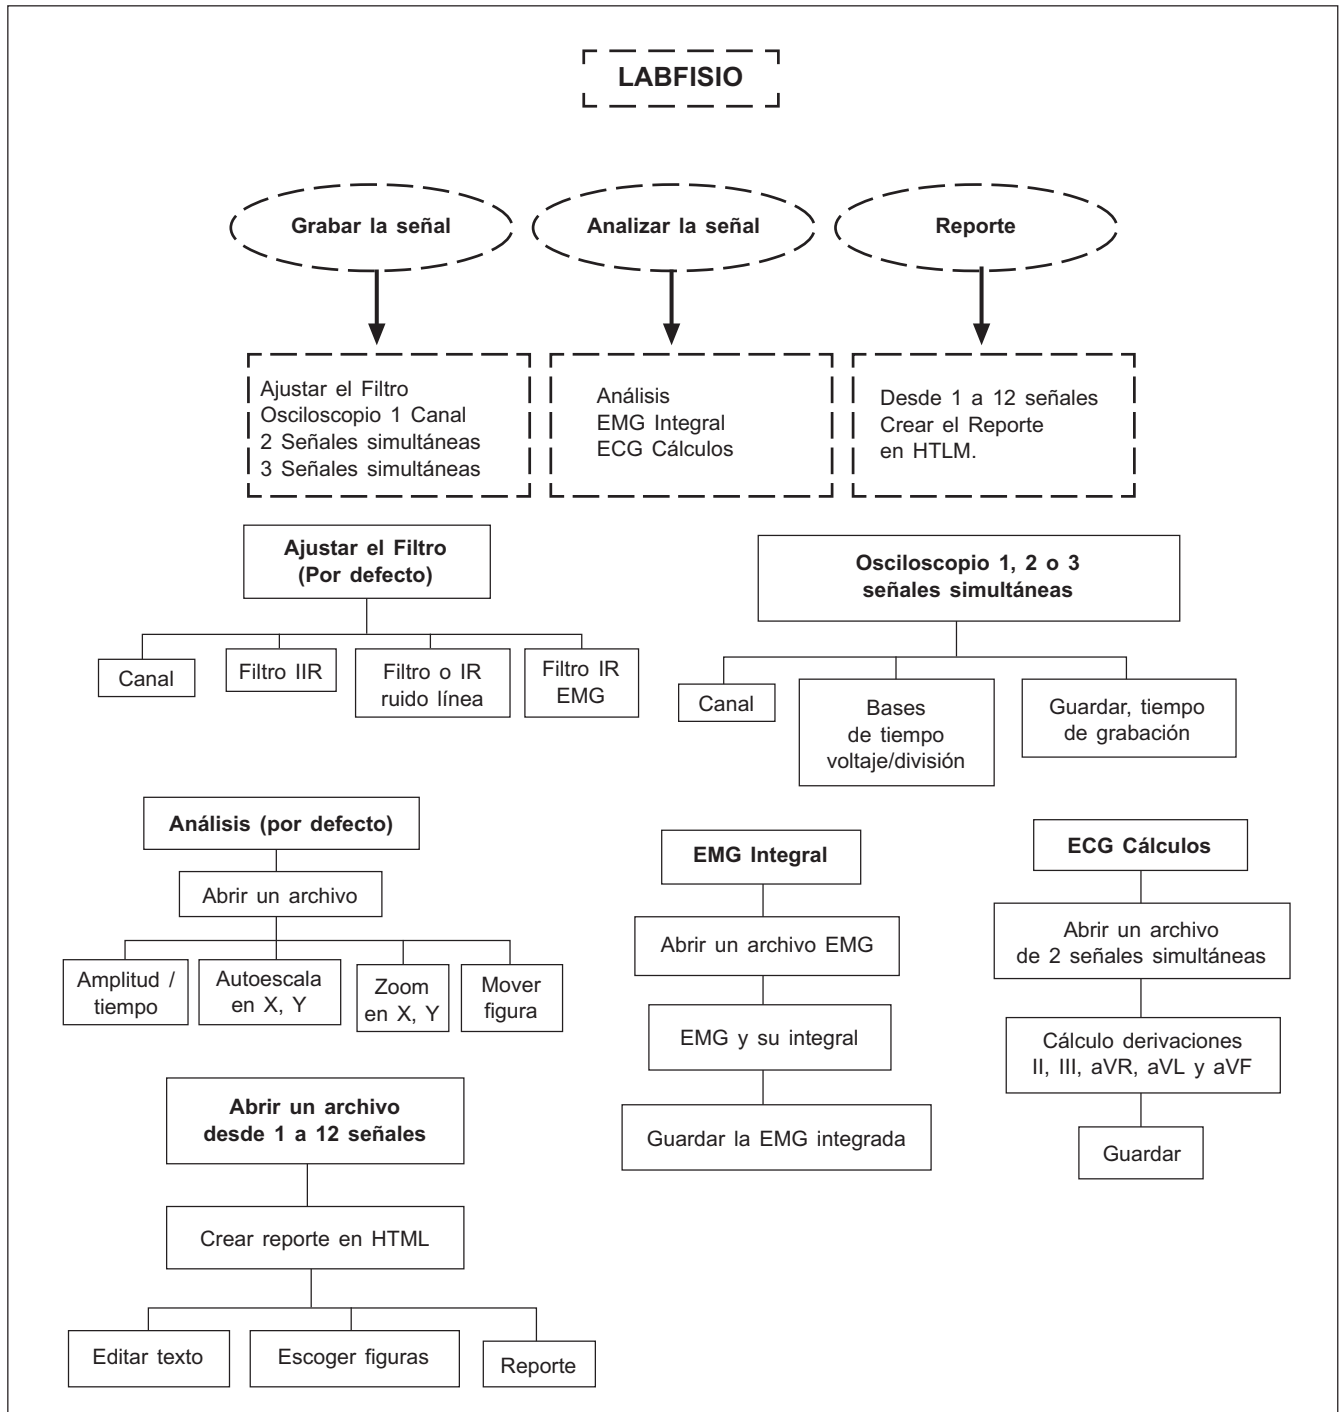 LABFISIO
Grabar la señal
Analizar la señal
Reporte
Ajustar el Filtro
Osciloscopio 1 Canal
2 Señales simultáneas
3 Señales simultáneas
Análisis
EMG Integral
ECG Cálculos
Desde 1 a 12 señales
Crear el Reporte
en HTLM.
Ajustar el Filtro
(Por defecto)
Canal
Filtro IIR
Filtro o IR
ruido línea
Filtro IR
EMG
Osciloscopio 1, 2 o 3
señales simultáneas
Canal
Bases
de tiempo
voltaje/división
Guardar, tiempo
de grabación
Análisis (por defecto)
Abrir un archivo
Amplitud /
tiempo
Autoescala
en X, Y
Zoom
en X, Y
Mover
figura
EMG Integral
Abrir un archivo EMG
EMG y su integral
Guardar la EMG integrada
ECG Cálculos
Abrir un archivo
de 2 señales simultáneas
Cálculo derivaciones
II, III, aVR, aVL y aVF
Guardar
Abrir un archivo
desde 1 a 12 señales
Crear reporte en HTML
Editar texto
Escoger figuras
Reporte